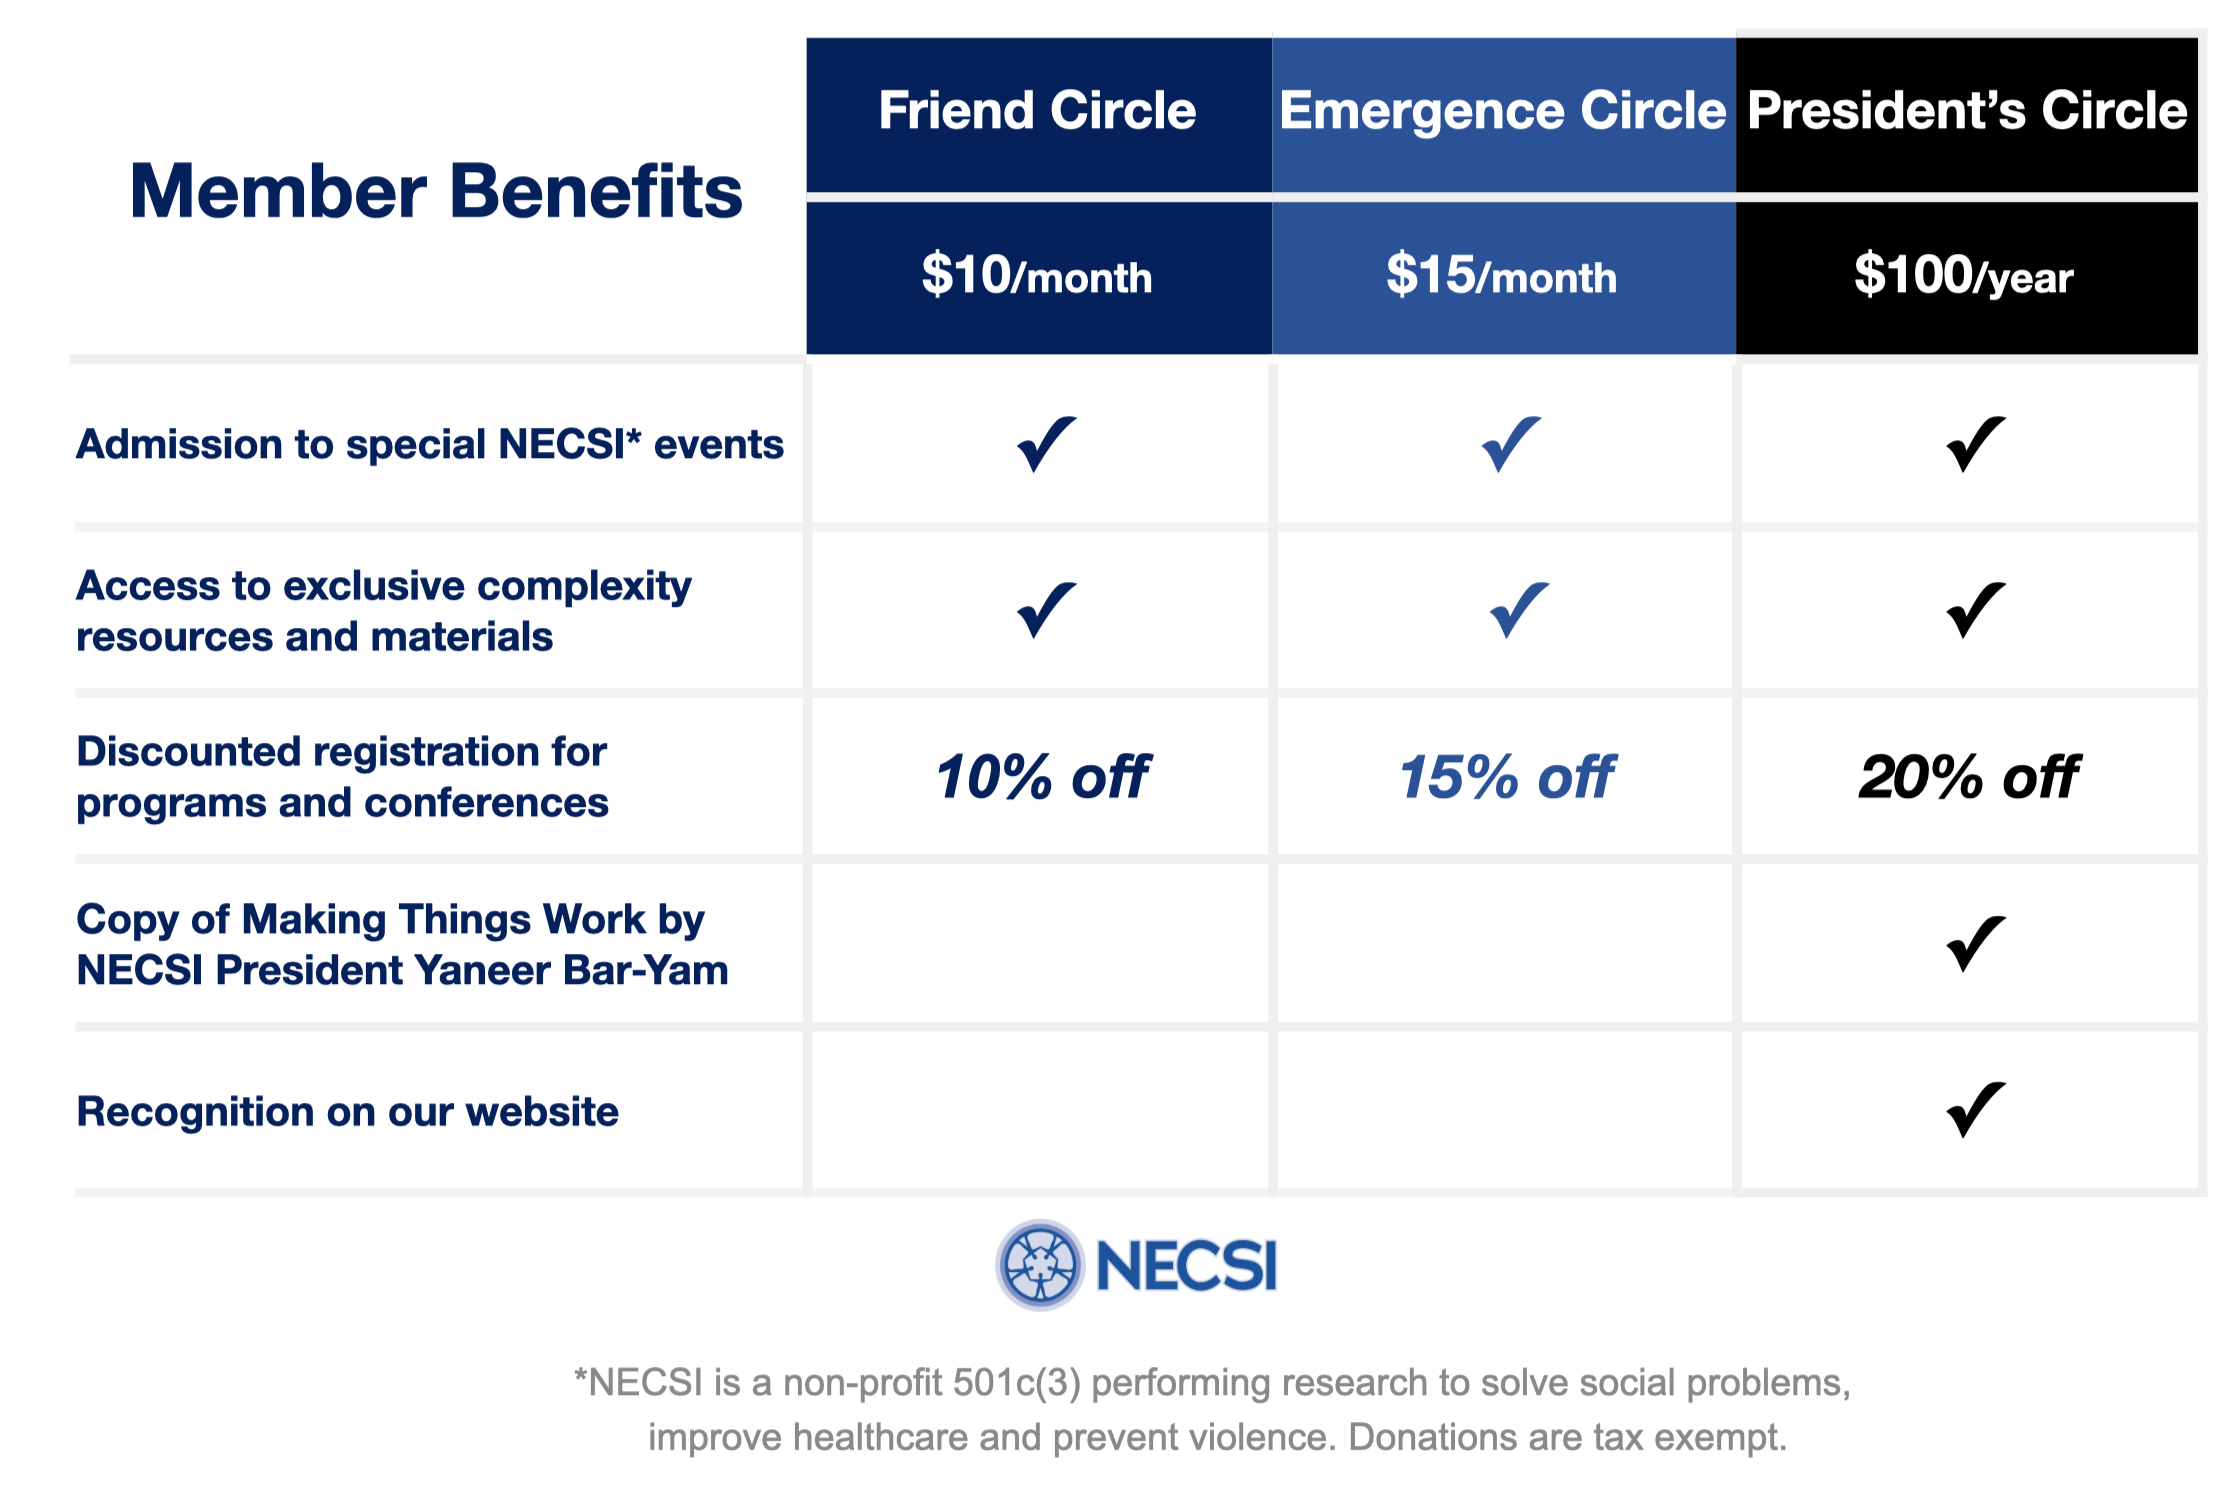 Member Benefits
Friend Circle
Emergence Circle
President’s Circle
$10/month
$15/month
$100/year
Admission to special NECSI* events
✓
✓
✓
Access to exclusive complexity
resources and materials
✓
✓
✓
Discounted registration for
programs and conferences
10% off
15% off
20% off
Copy of Making Things Work by
NECSI President Yaneer Bar-Yam
✓
Recognition on our website
✓
NECSI
*NECSI is a non-profit 501c(3) performing research to solve social problems,
improve healthcare and prevent violence. Donations are tax exempt.